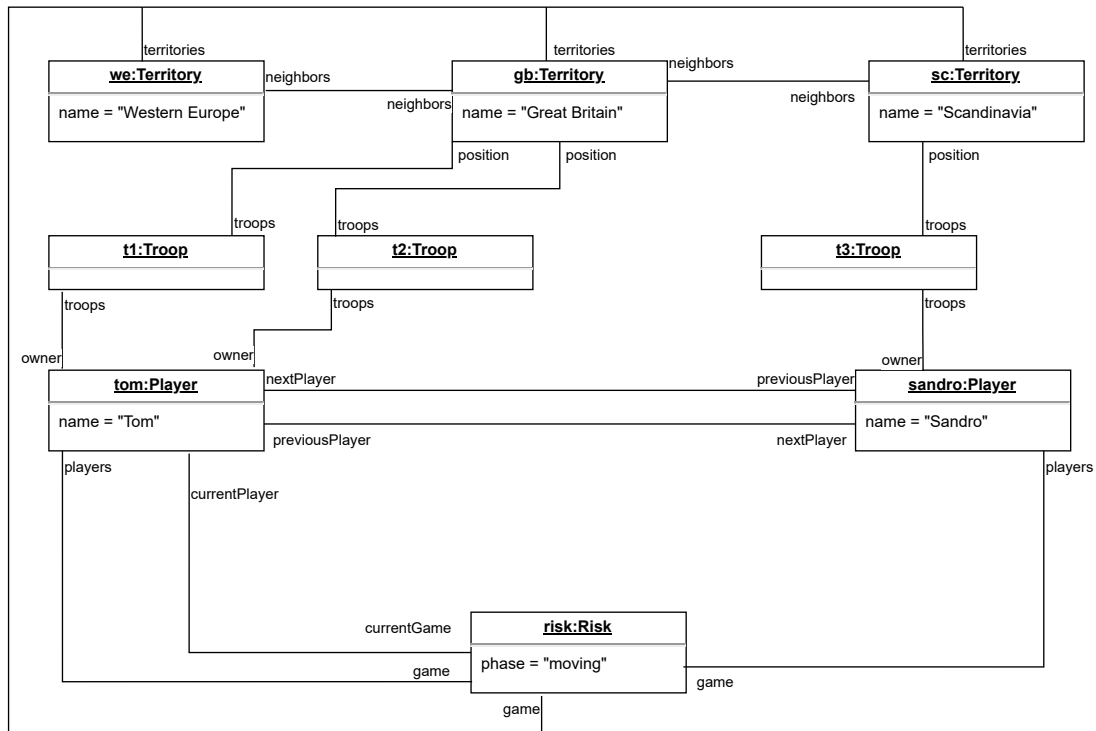 territories
territories
territories
we:Territory
name = "Western Europe"
neighbors
neighbors
gb:Territory
name = "Great Britain"
neighbors
neighbors
sc:Territory
name = "Scandinavia"
position
position
position
troops
troops
troops
t1:Troop
t2:Troop
t3:Troop
troops
troops
troops
owner
owner
owner
tom:Player
name = "Tom"
nextPlayer
previousPlayer
sandro:Player
name = "Sandro"
previousPlayer
nextPlayer
players
players
currentPlayer
currentGame
risk:Risk
phase = "moving"
game
game
game